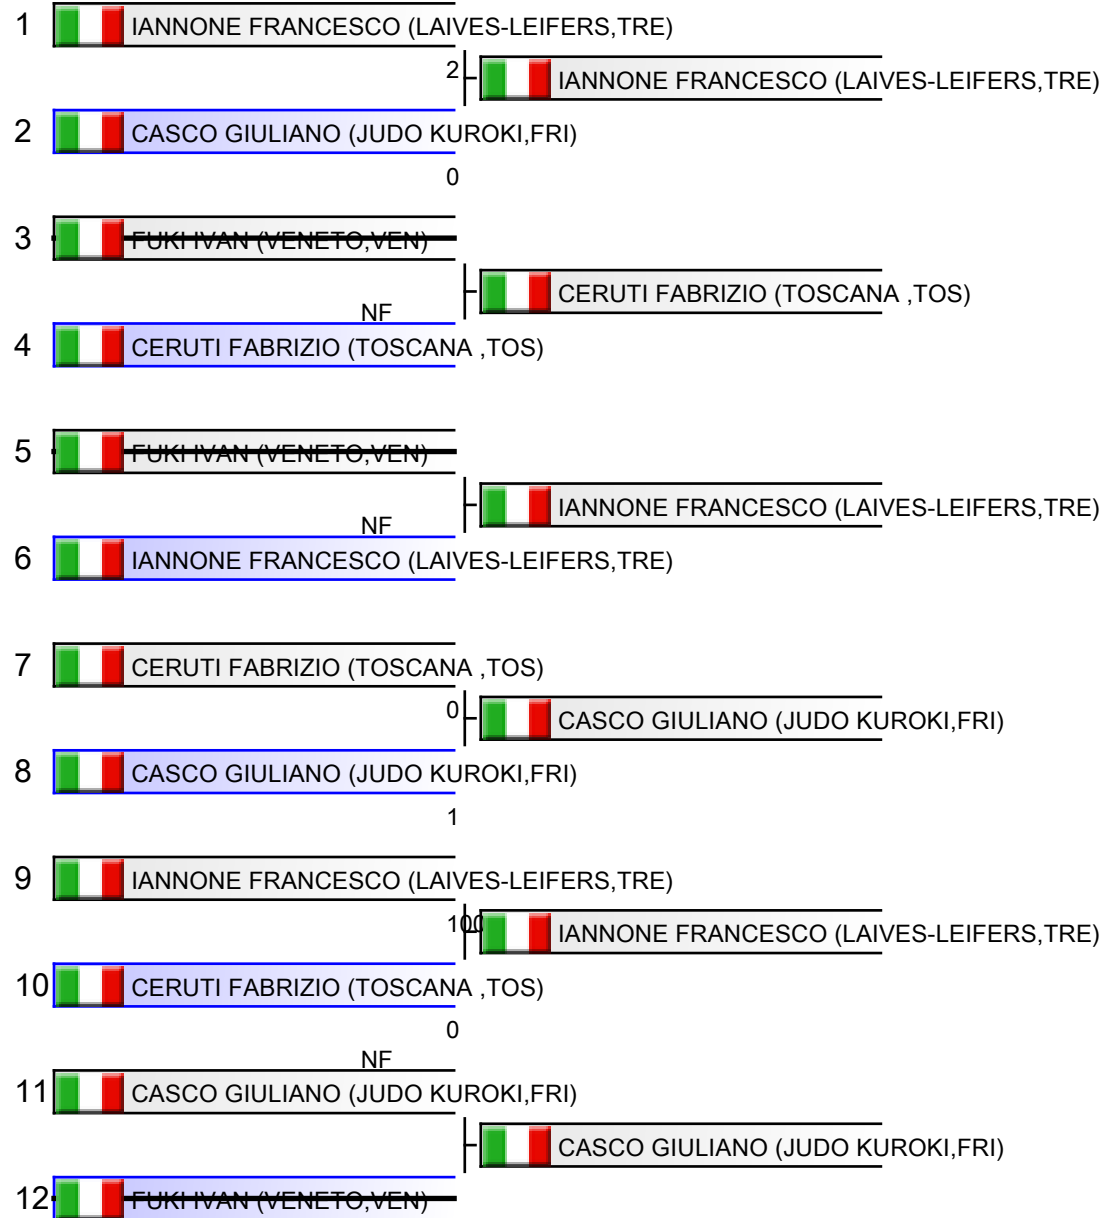 1 IANNONE FRANCESCO (LAIVES-LEIFERS,TRE)
2 IANNONE FRANCESCO (LAIVES-LEIFERS,TRE)
2 CASCO GIULIANO (JUDO KUROKI,FRI)
0
3 FUKI IVAN (VENETO,VEN)
CERUTI FABRIZIO (TOSCANA ,TOS)
NF
4 CERUTI FABRIZIO (TOSCANA ,TOS)
5 FUKI IVAN (VENETO,VEN)
IANNONE FRANCESCO (LAIVES-LEIFERS,TRE)
NF
6 IANNONE FRANCESCO (LAIVES-LEIFERS,TRE)
7 CERUTI FABRIZIO (TOSCANA ,TOS)
0 CASCO GIULIANO (JUDO KUROKI,FRI)
8 CASCO GIULIANO (JUDO KUROKI,FRI)
1
9 IANNONE FRANCESCO (LAIVES-LEIFERS,TRE)
100 IANNONE FRANCESCO (LAIVES-LEIFERS,TRE)
10 CERUTI FABRIZIO (TOSCANA ,TOS)
0
NF
11 CASCO GIULIANO (JUDO KUROKI,FRI)
CASCO GIULIANO (JUDO KUROKI,FRI)
12 FUKI IVAN (VENETO,VEN)